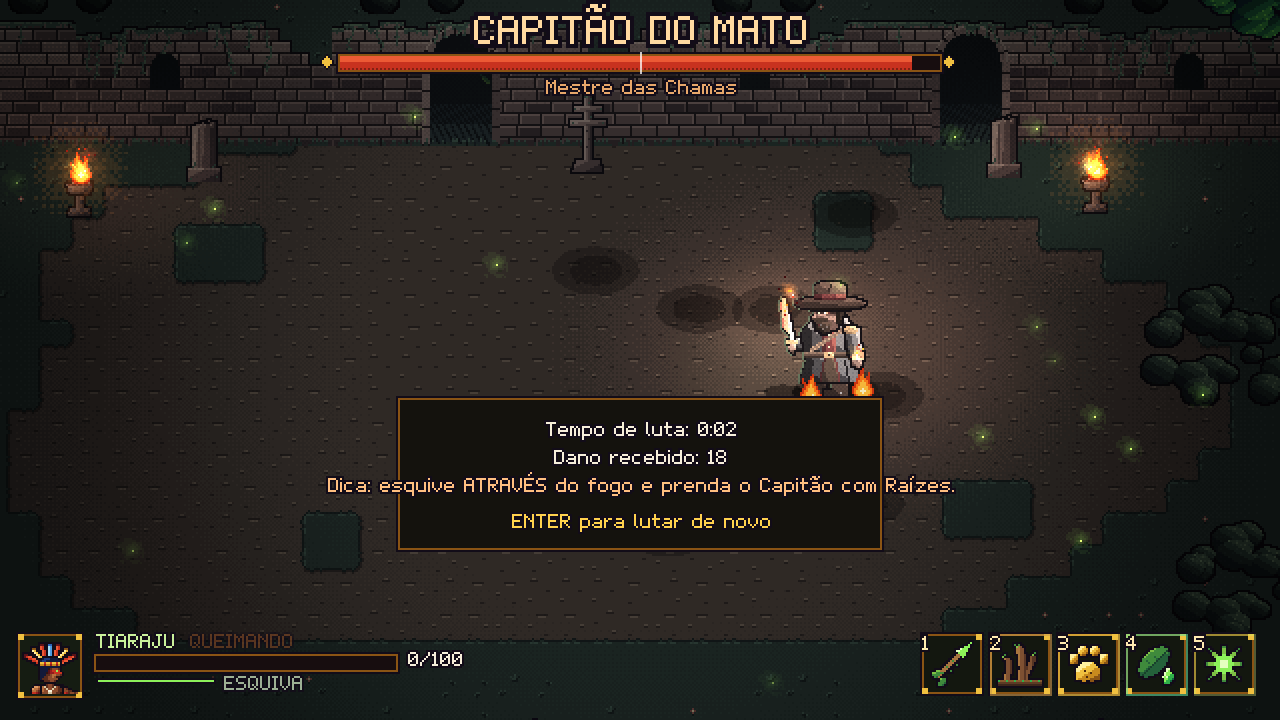 CAPITÃO DO MATO
Mestre das Chamas
Tempo de luta: 0:02
Dano recebido: 18
Dica: esquive ATRAVÉS do fogo e prenda o Capitão com Raízes.
ENTER para lutar de novo
TIARAJU QUEIMANDO
0/100
ESQUIVA
1 2 3 4 5